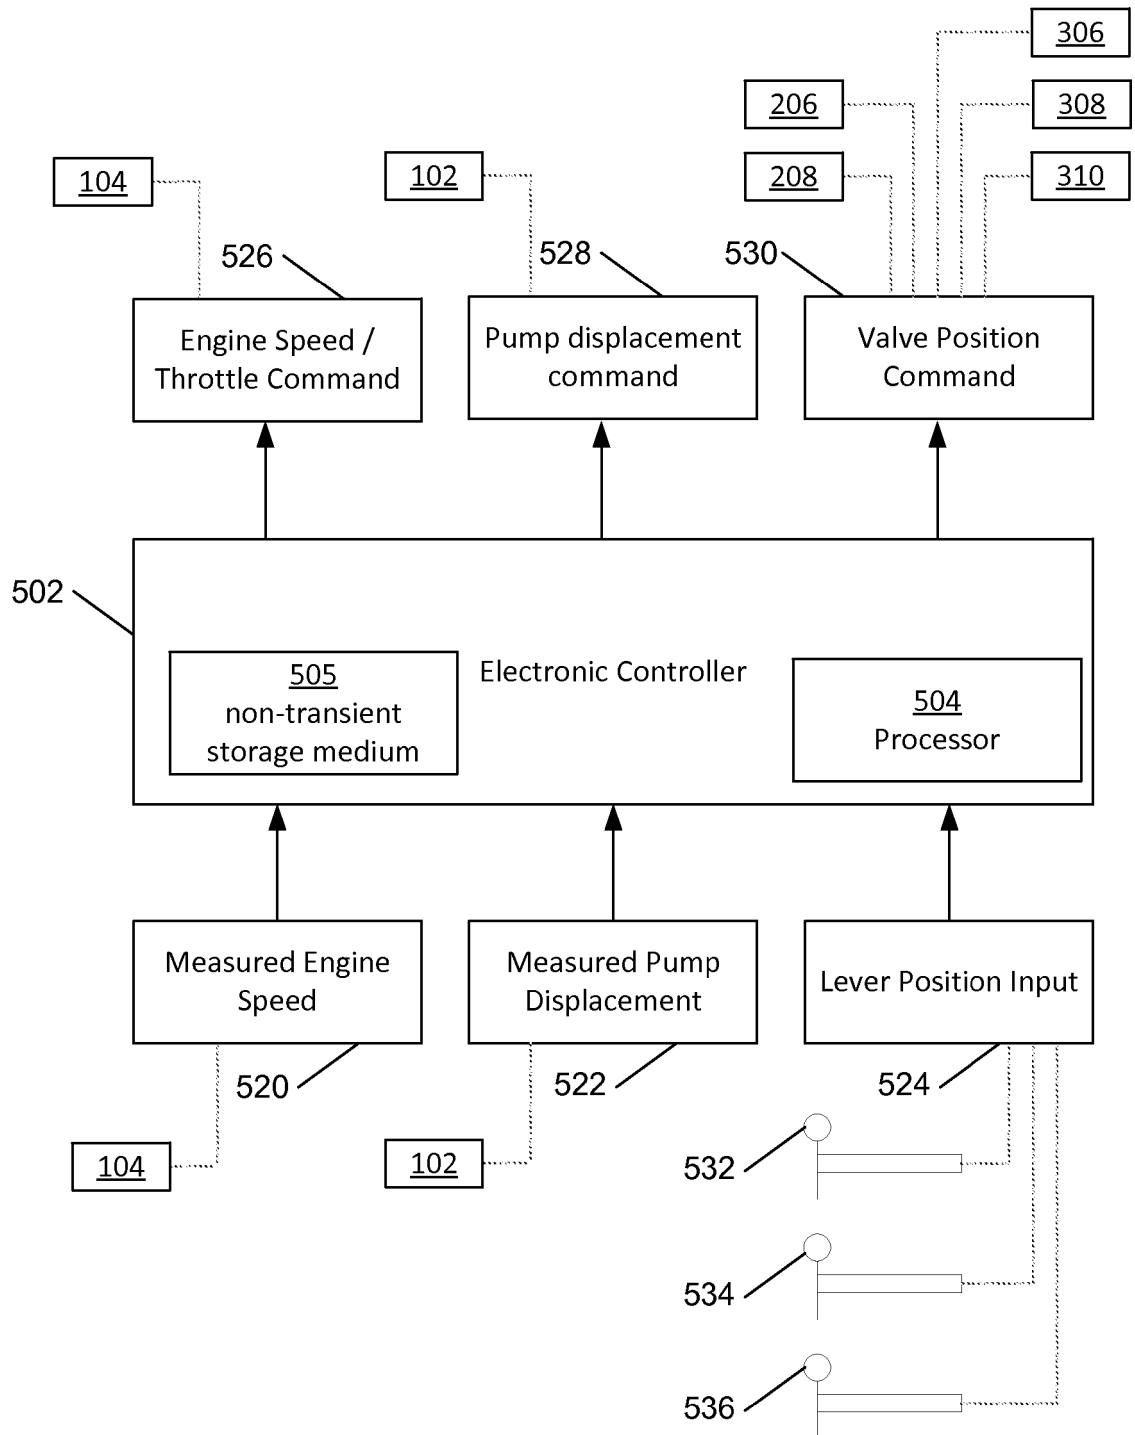 306
206
308
208
310
104
102
526
528
530
Engine Speed /
Throttle Command
Pump displacement
command
Valve Position
Command
502
505
non-transient
storage medium
Electronic Controller
504
Processor
Measured Engine
Speed
Measured Pump
Displacement
Lever Position Input
520
522
524
104
102
532
534
536